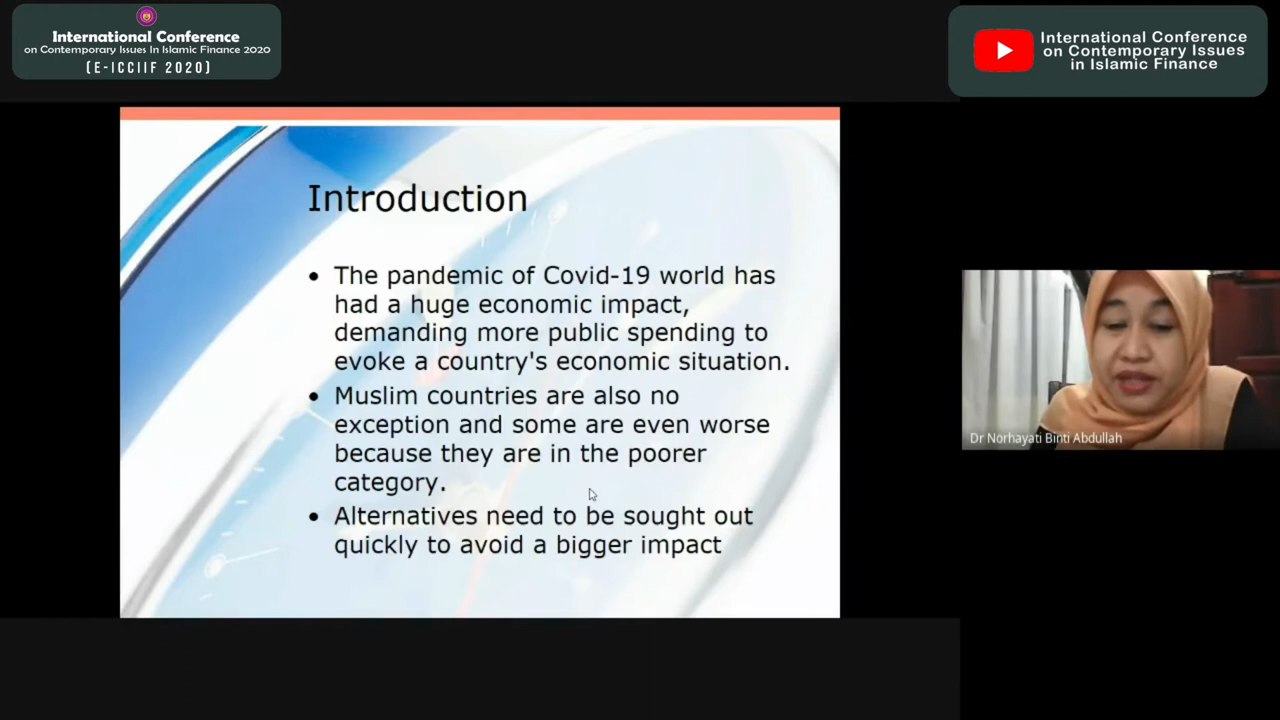 International Conference
on Contemporary Issues In Islamic Finance 2020
(E-ICCIIF 2020)
International Conference
on Contemporary Issues
in Islamic Finance
Introduction
• The pandemic of Covid-19 world has
had a huge economic impact,
demanding more public spending to
evoke a country's economic situation.
• Muslim countries are also no
exception and some are even worse
because they are in the poorer
category.
• Alternatives need to be sought out
quickly to avoid a bigger impact
Dr Norhayati Binti Abdullah